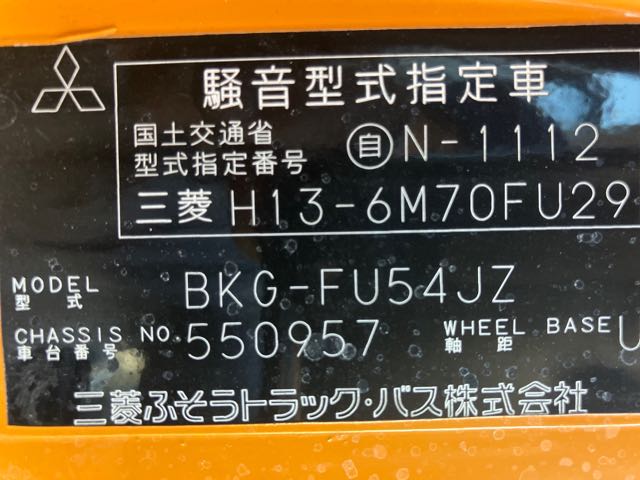 騒音型式指定車
国土交通省
型式指定番号 自 N-1112
三菱 H13-6M70FU29
MODEL
型式 BKG-FU54JZ
CHASSIS NO.
車台番号 550957 WHEEL BASE
軸距 U
三菱ふそうトラック・バス株式会社